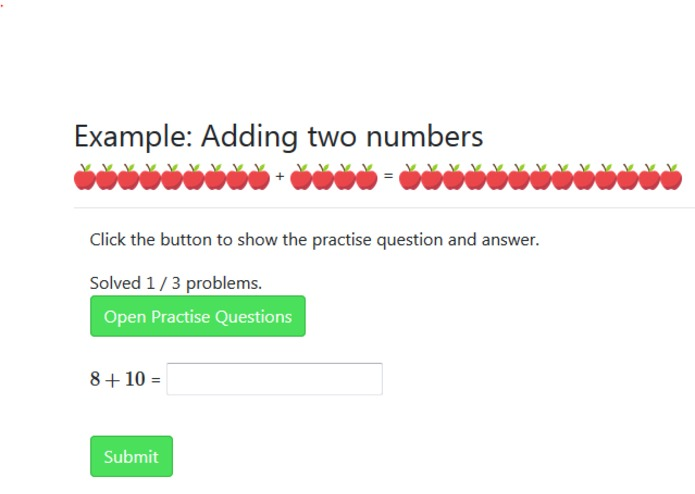 Example: Adding two numbers
🍎🍎🍎🍎🍎🍎🍎🍎🍎 + 🍎🍎🍎🍎 = 🍎🍎🍎🍎🍎🍎🍎🍎🍎🍎🍎🍎🍎
Click the button to show the practise question and answer.
Solved 1 / 3 problems.
Open Practise Questions
8 + 10 =
Submit